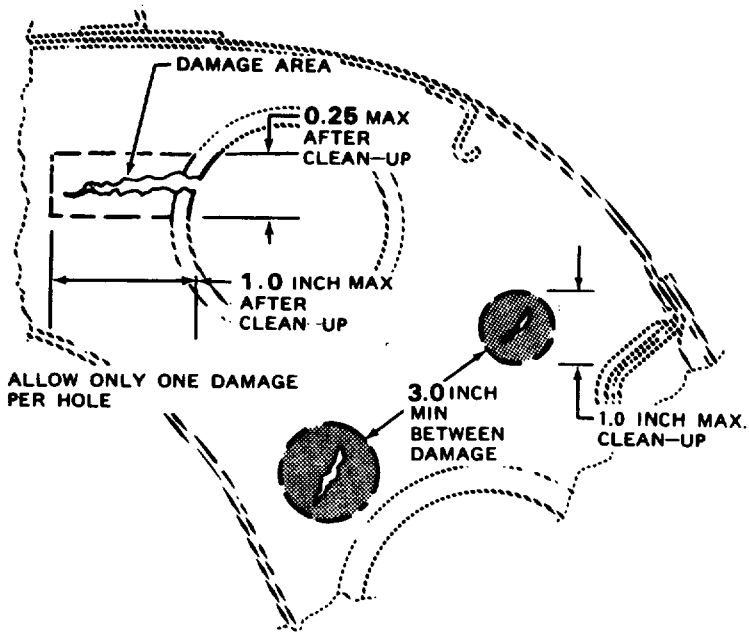 DAMAGE AREA
0.25 MAX
AFTER
CLEAN-UP
1.0 INCH MAX
AFTER
CLEAN-UP
ALLOW ONLY ONE DAMAGE
PER HOLE
3.0 INCH
MIN
BETWEEN
DAMAGE
1.0 INCH MAX.
CLEAN-UP